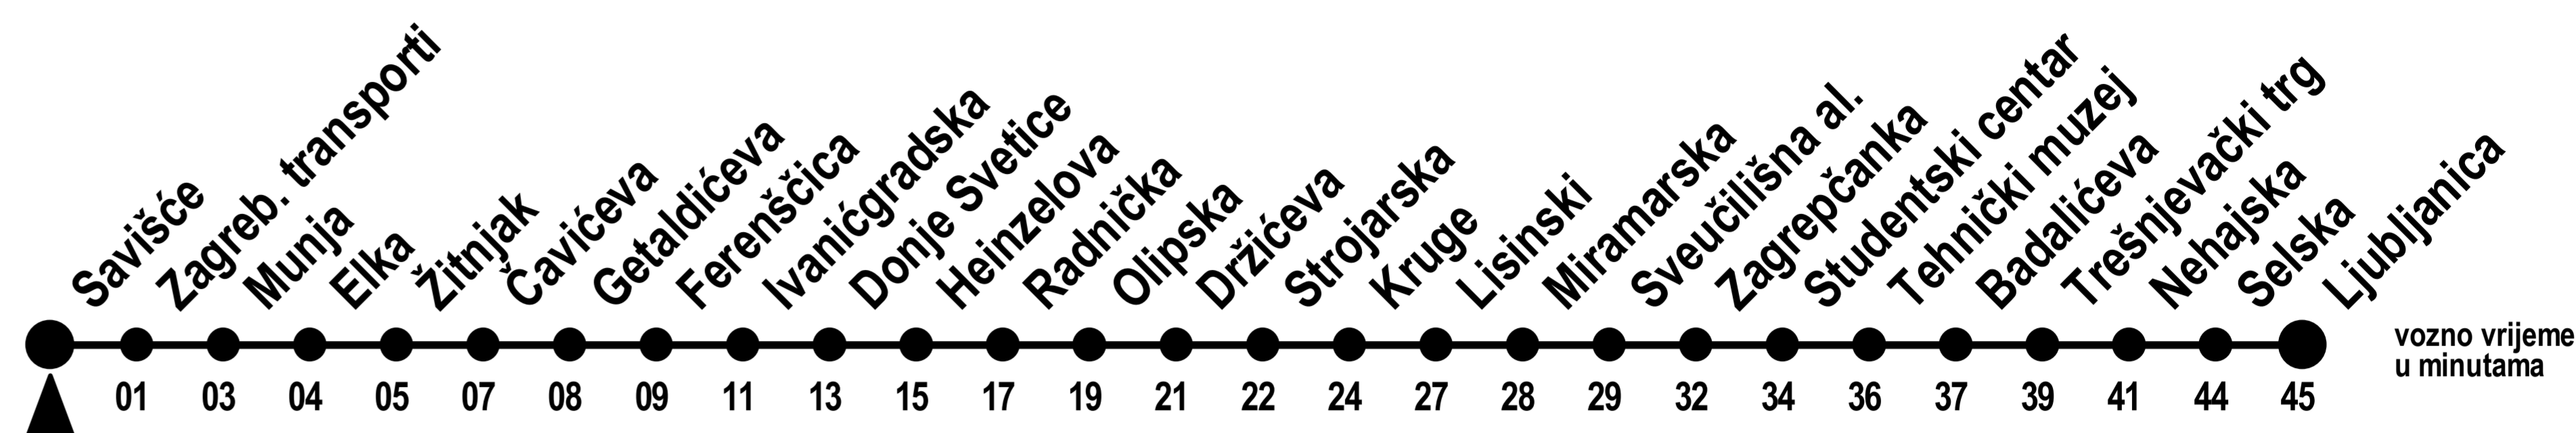 Savišće
Zagreb. transporti
Munja
Elka
Žitnjak
Čavićeva
Getaldićeva
Ferenščica
Ivanićgradska
Donje Svetice
Heinzelova
Radnička
Olipska
Držićeva
Strojarska
Kruge
Lisinski
Miramarska
Sveučilišna al.
Zagrepčanka
Studentski centar
Tehnički muzej
Badalićeva
Trešnjevački trg
Nehajska
Selska
Ljubljanica
01 03 04 05 07 08 09 11 13 15 17 19 21 22 24 27 28 29 32 34 36 37 39 41 44 45
vozno vrijeme
u minutama